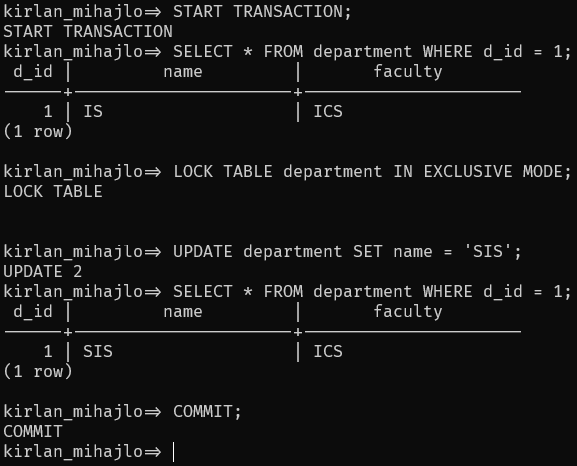 kirlan_mihajlo=> START TRANSACTION;
START TRANSACTION
kirlan_mihajlo=> SELECT * FROM department WHERE d_id = 1;
 d_id |         name         |       faculty
------+----------------------+----------------------
    1 | IS                   | ICS
(1 row)

kirlan_mihajlo=> LOCK TABLE department IN EXCLUSIVE MODE;
LOCK TABLE

kirlan_mihajlo=> UPDATE department SET name = 'SIS';
UPDATE 2
kirlan_mihajlo=> SELECT * FROM department WHERE d_id = 1;
 d_id |         name         |       faculty
------+----------------------+----------------------
    1 | SIS                  | ICS
(1 row)

kirlan_mihajlo=> COMMIT;
COMMIT
kirlan_mihajlo=>